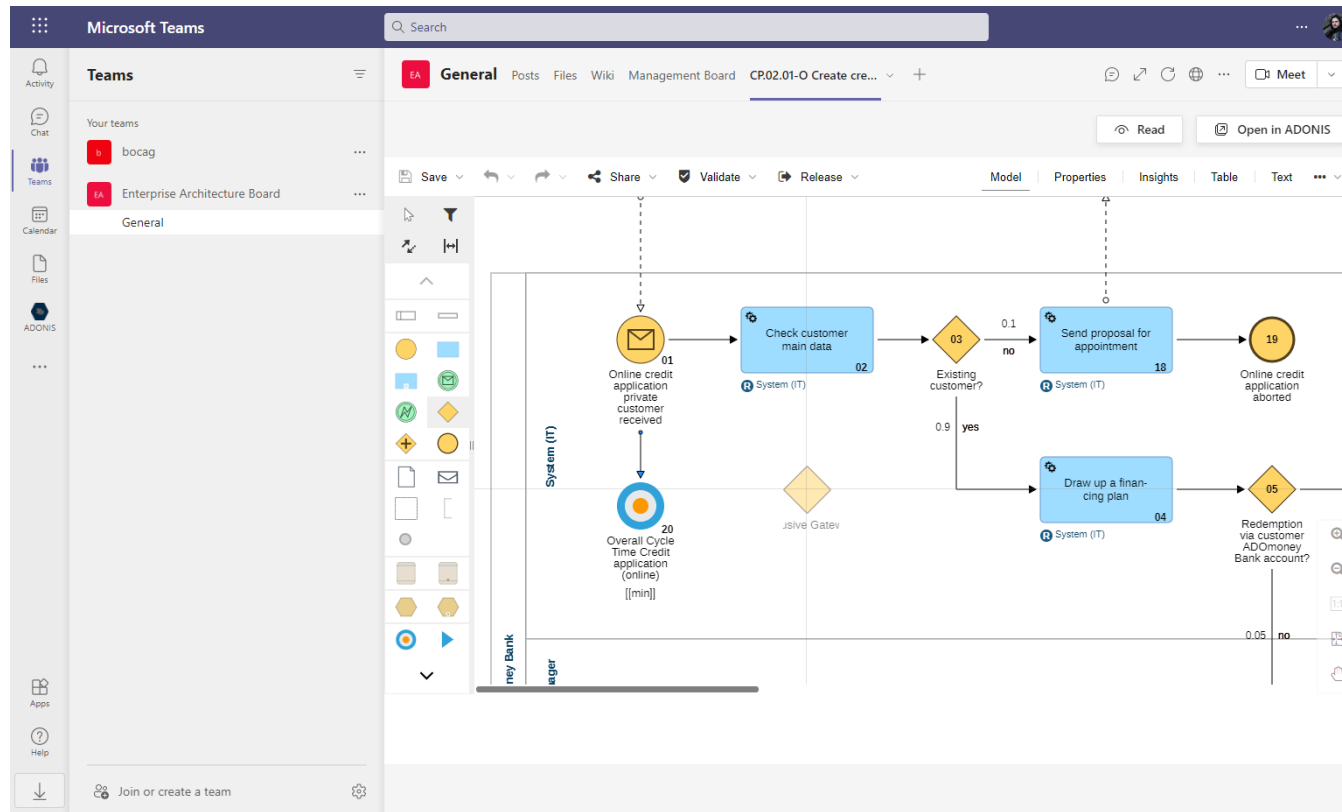 Microsoft Teams
Search
Activity
Chat
Teams
Calendar
Files
ADONIS
Apps
Help
Teams
Your teams
b
bocag
EA
Enterprise Architecture Board
General
Join or create a team
EA
General
Posts
Files
Wiki
Management Board
CP.02.01-O Create cre...
Meet
Read
Open in ADONIS
Save
Share
Validate
Release
Model
Properties
Insights
Table
Text
System (IT)
ney Bank
ager
01
Online credit
application
private
customer
received
Check customer
main data
02
R System (IT)
03
Existing
customer?
0.1
no
Send proposal for
appointment
18
R System (IT)
19
Online credit
application
aborted
0.9
yes
20
Overall Cycle
Time Credit
application
(online)
[[min]]
usive Gatew
Draw up a finan-
cing plan
04
R System (IT)
05
Redemption
via customer
ADOmoney
Bank account?
0.05
no
1:1